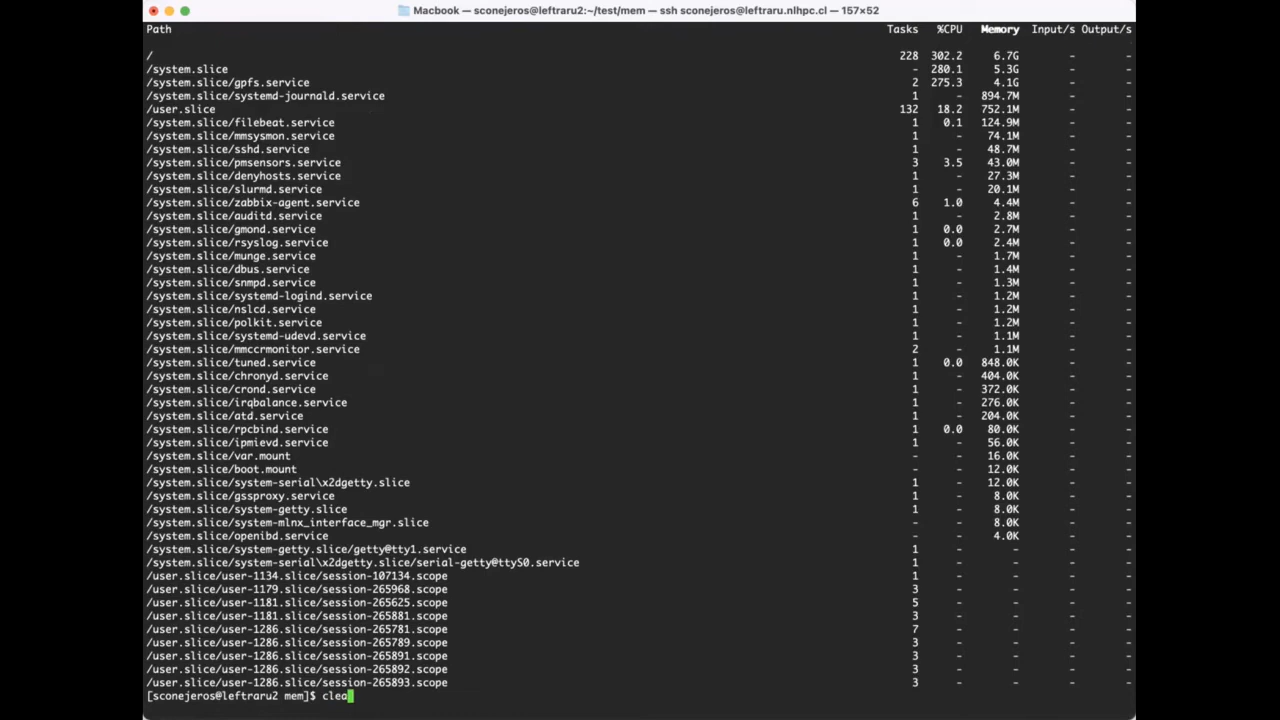 Macbook — sconejeros@leftraru2:~/test/mem — ssh sconejeros@leftraru.nlhpc.cl — 157×52
Path Tasks %CPU Memory Input/s Output/s
/ 228 302.2 6.7G - -
/system.slice - 280.1 5.3G - -
/system.slice/gpfs.service 2 275.3 4.1G - -
/system.slice/systemd-journald.service 1 - 894.7M - -
/user.slice 132 18.2 752.1M - -
/system.slice/filebeat.service 1 0.1 124.9M - -
/system.slice/mmsysmon.service 1 - 74.1M - -
/system.slice/sshd.service 1 - 48.7M - -
/system.slice/pmsensors.service 3 3.5 43.0M - -
/system.slice/denyhosts.service 1 - 27.3M - -
/system.slice/slurmd.service 1 - 20.1M - -
/system.slice/zabbix-agent.service 6 1.0 4.4M - -
/system.slice/auditd.service 1 - 2.8M - -
/system.slice/gmond.service 1 0.0 2.7M - -
/system.slice/rsyslog.service 1 0.0 2.4M - -
/system.slice/munge.service 1 - 1.7M - -
/system.slice/dbus.service 1 - 1.4M - -
/system.slice/snmpd.service 1 - 1.3M - -
/system.slice/systemd-logind.service 1 - 1.2M - -
/system.slice/nslcd.service 1 - 1.2M - -
/system.slice/polkit.service 1 - 1.2M - -
/system.slice/systemd-udevd.service 1 - 1.1M - -
/system.slice/mmccrmonitor.service 2 - 1.1M - -
/system.slice/tuned.service 1 0.0 848.0K - -
/system.slice/chronyd.service 1 - 404.0K - -
/system.slice/crond.service 1 - 372.0K - -
/system.slice/irqbalance.service 1 - 276.0K - -
/system.slice/atd.service 1 - 204.0K - -
/system.slice/rpcbind.service 1 0.0 80.0K - -
/system.slice/ipmievd.service 1 - 56.0K - -
/system.slice/var.mount - - 16.0K - -
/system.slice/boot.mount - - 12.0K - -
/system.slice/system-serial\x2dgetty.slice 1 - 12.0K - -
/system.slice/gssproxy.service 1 - 8.0K - -
/system.slice/system-getty.slice 1 - 8.0K - -
/system.slice/system-mlnx_interface_mgr.slice - - 8.0K - -
/system.slice/openibd.service - - 4.0K - -
/system.slice/system-getty.slice/getty@tty1.service 1 - - - -
/system.slice/system-serial\x2dgetty.slice/serial-getty@ttyS0.service 1 - - - -
/user.slice/user-1134.slice/session-107134.scope 1 - - - -
/user.slice/user-1179.slice/session-265968.scope 3 - - - -
/user.slice/user-1181.slice/session-265625.scope 5 - - - -
/user.slice/user-1181.slice/session-265881.scope 3 - - - -
/user.slice/user-1286.slice/session-265781.scope 7 - - - -
/user.slice/user-1286.slice/session-265789.scope 3 - - - -
/user.slice/user-1286.slice/session-265891.scope 3 - - - -
/user.slice/user-1286.slice/session-265892.scope 3 - - - -
/user.slice/user-1286.slice/session-265893.scope 3 - - - -
[sconejeros@leftraru2 mem]$ clea